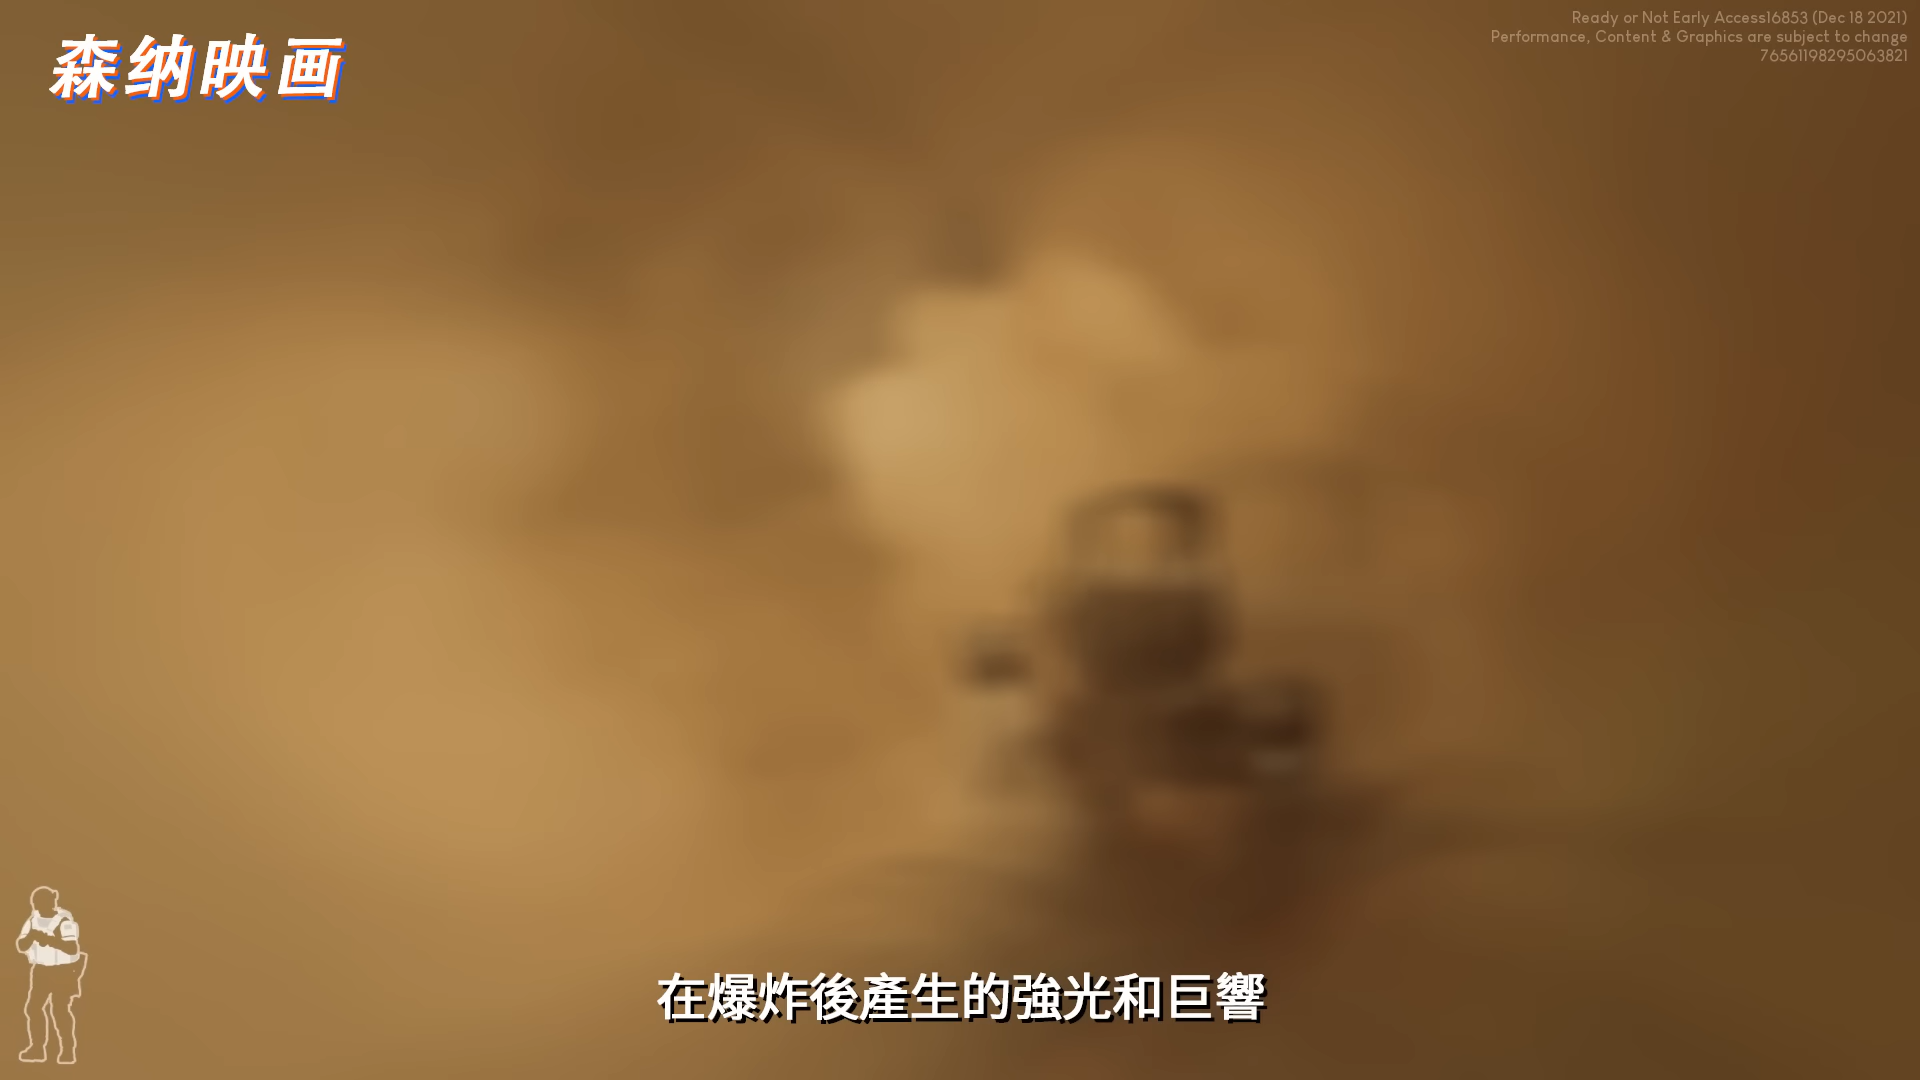 森纳映画
Ready or Not Early Access16853 (Dec 18 2021)
Performance, Content & Graphics are subject to change
76561198295063821
在爆炸後產生的強光和巨響